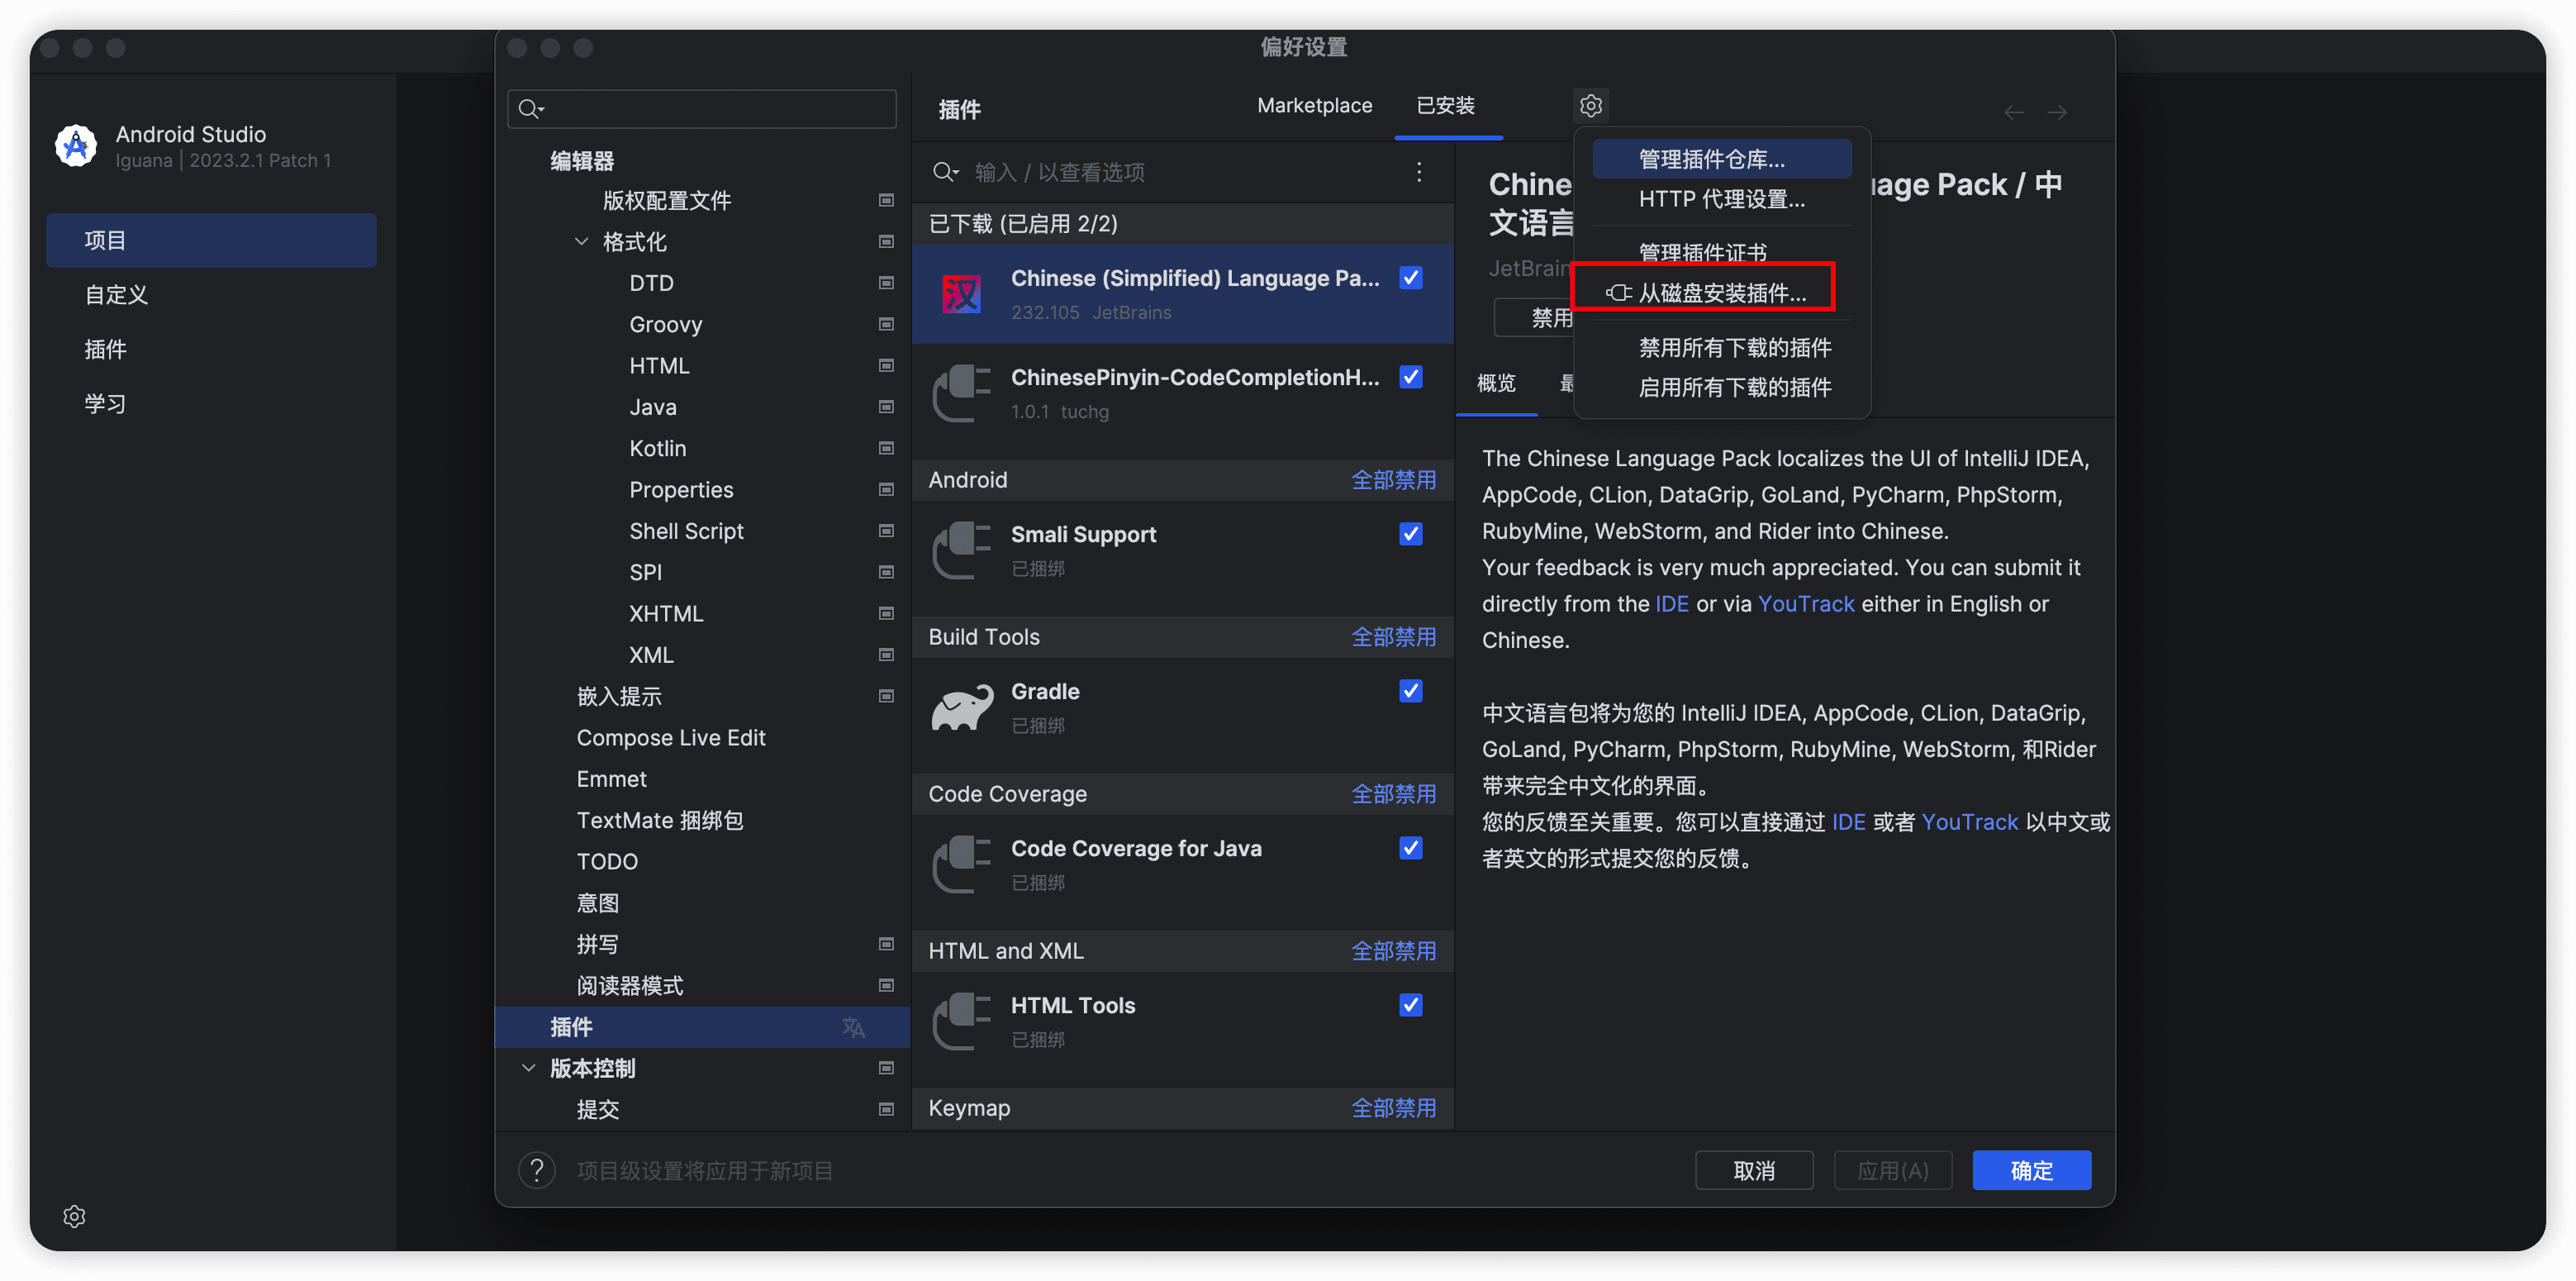 偏好设置
Android Studio
Iguana | 2023.2.1 Patch 1
项目
自定义
插件
学习
编辑器
版权配置文件
格式化
DTD
Groovy
HTML
Java
Kotlin
Properties
Shell Script
SPI
XHTML
XML
嵌入提示
Compose Live Edit
Emmet
TextMate 捆绑包
TODO
意图
拼写
阅读器模式
插件
版本控制
提交
插件
Marketplace
已安装
输入 / 以查看选项
已下载 (已启用 2/2)
汉
Chinese (Simplified) Language Pa...
232.105 JetBrains
ChinesePinyin-CodeCompletionH...
1.0.1 tuchg
Android
全部禁用
Smali Support
已捆绑
Build Tools
全部禁用
Gradle
已捆绑
Code Coverage
全部禁用
Code Coverage for Java
已捆绑
HTML and XML
全部禁用
HTML Tools
已捆绑
Keymap
全部禁用
管理插件仓库...
HTTP 代理设置...
管理插件证书
从磁盘安装插件...
禁用所有下载的插件
启用所有下载的插件
Pack / 中
文语言
禁用
概览
The Chinese Language Pack localizes the UI of IntelliJ IDEA,
AppCode, CLion, DataGrip, GoLand, PyCharm, PhpStorm,
RubyMine, WebStorm, and Rider into Chinese.
Your feedback is very much appreciated. You can submit it
directly from the IDE or via YouTrack either in English or
Chinese.
中文语言包将为您的 IntelliJ IDEA, AppCode, CLion, DataGrip,
GoLand, PyCharm, PhpStorm, RubyMine, WebStorm, 和Rider
带来完全中文化的界面。
您的反馈至关重要。您可以直接通过 IDE 或者 YouTrack 以中文或
者英文的形式提交您的反馈。
?
项目级设置将应用于新项目
取消
应用(A)
确定